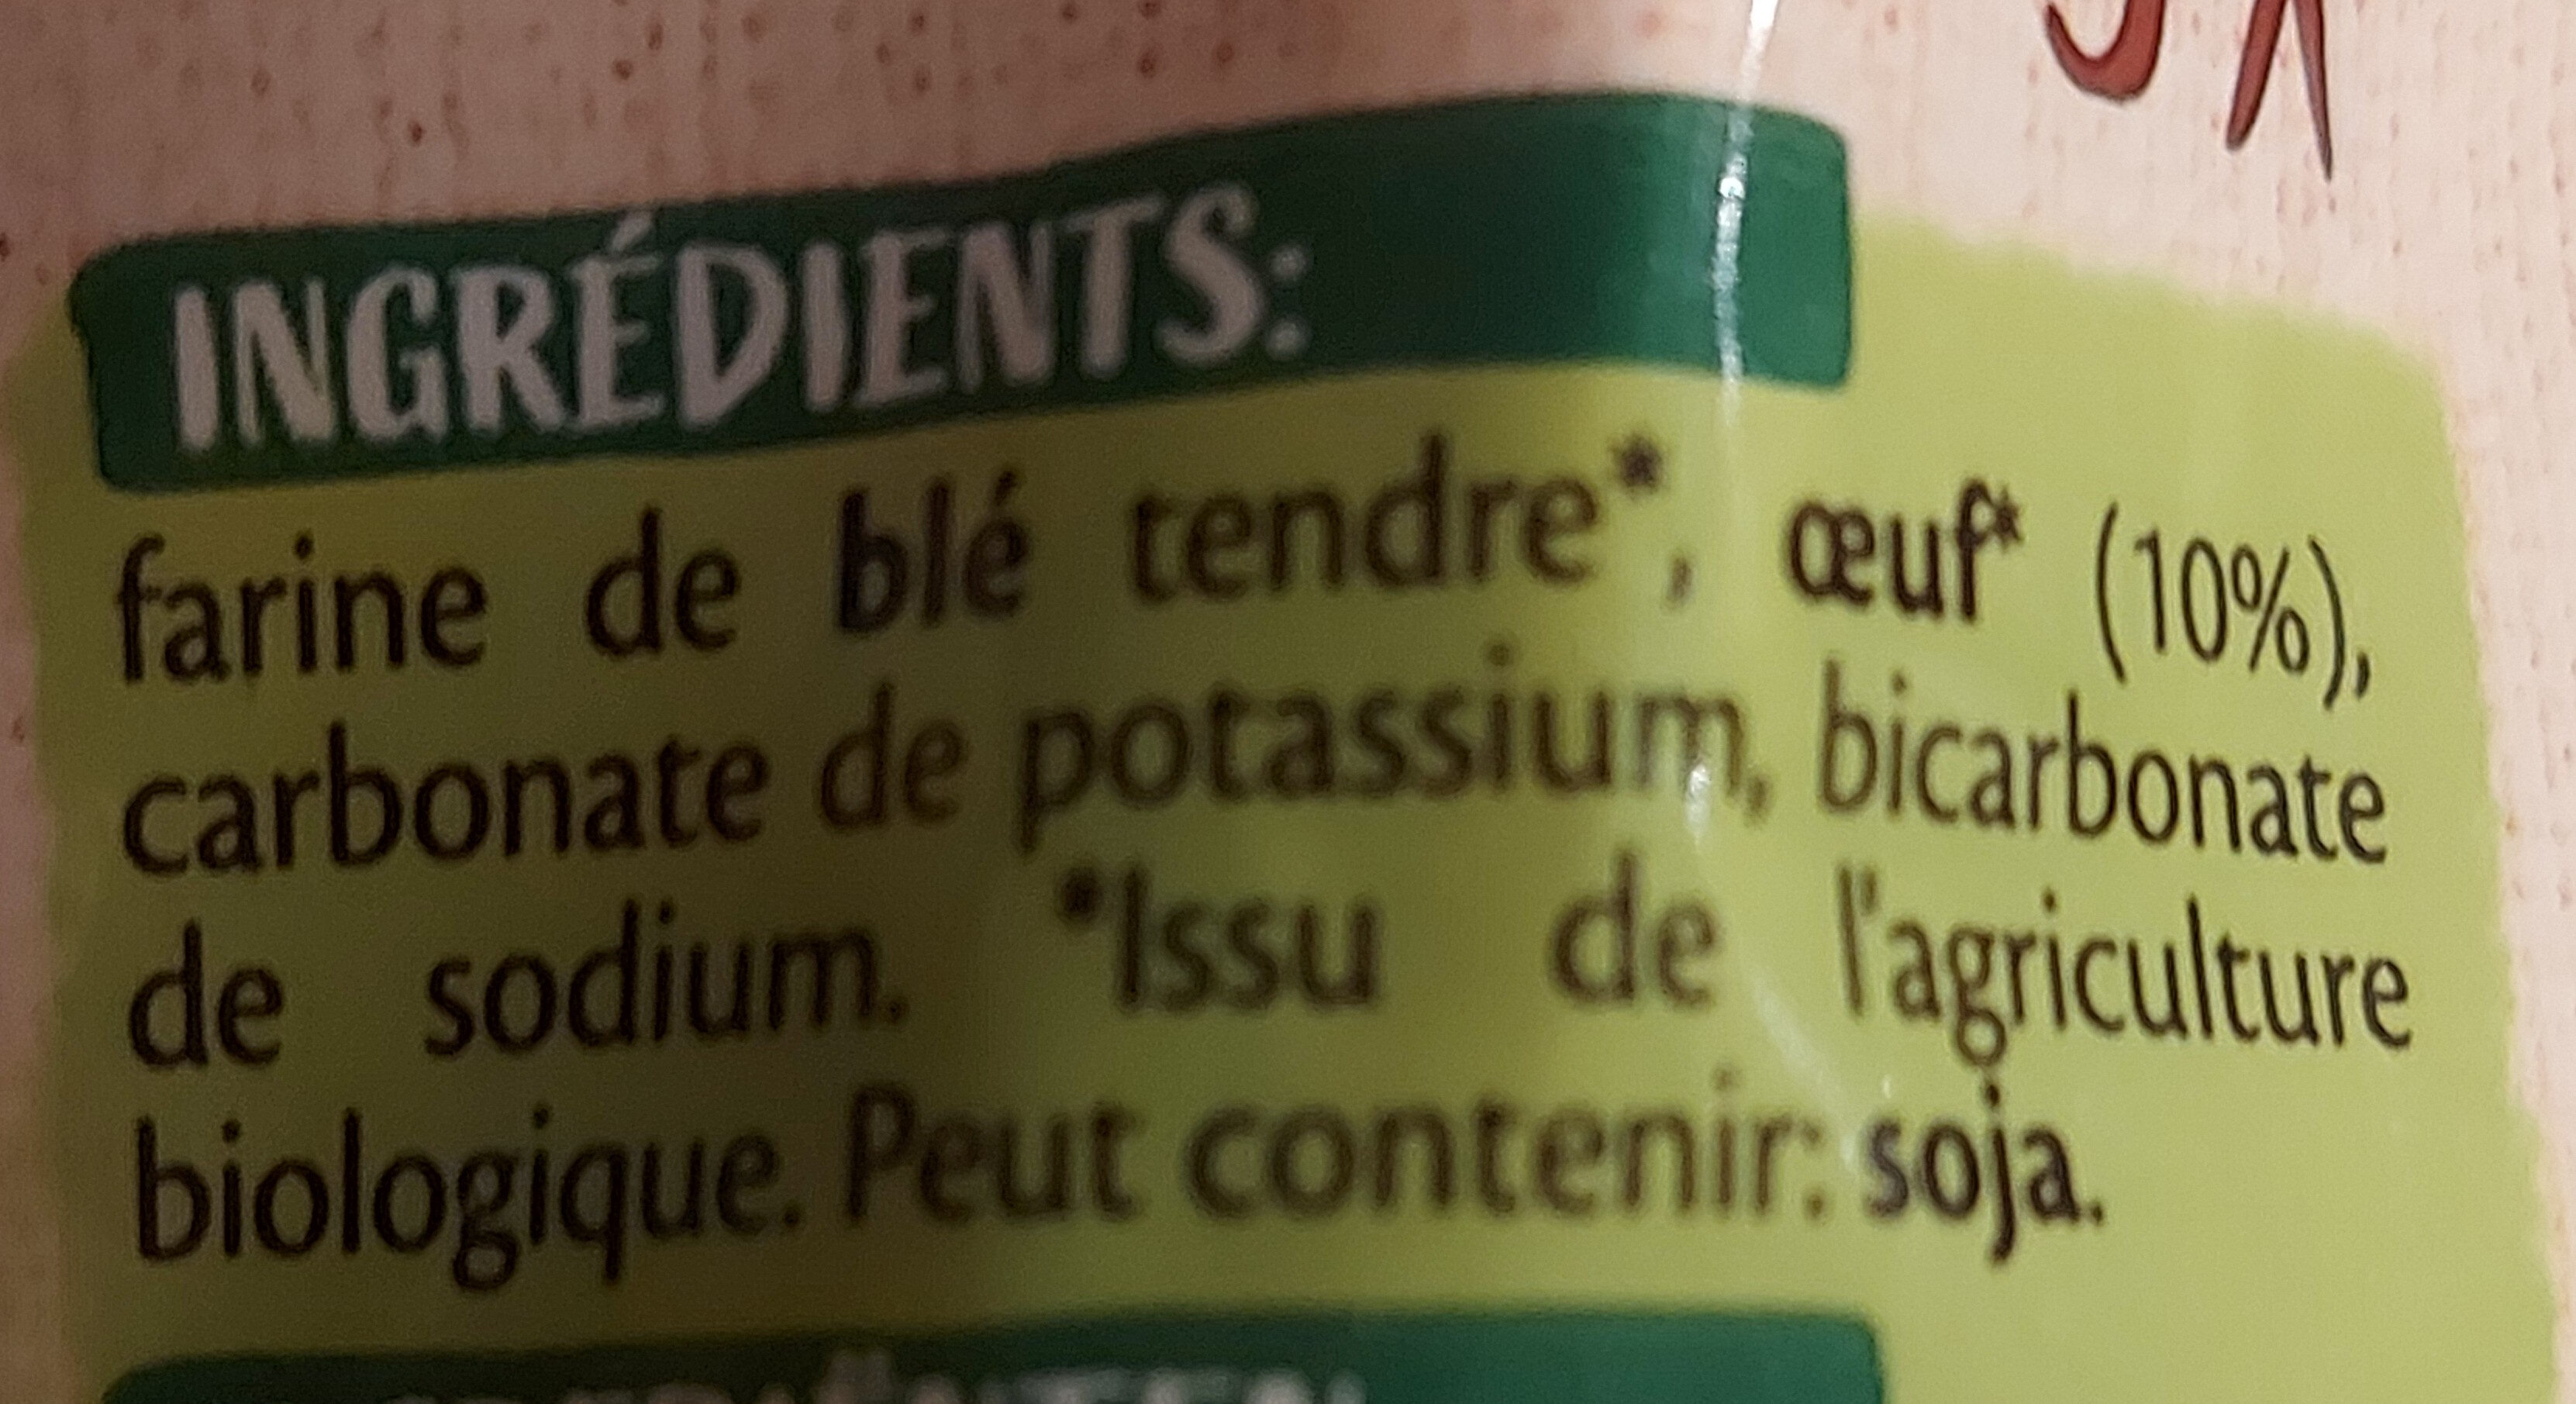 INGRÉDIENTS:
farine de blé tendre*, œuf* (10%),
carbonate de potassium, bicarbonate
de sodium. *Issu de l'agriculture
biologique. Peut contenir: soja.